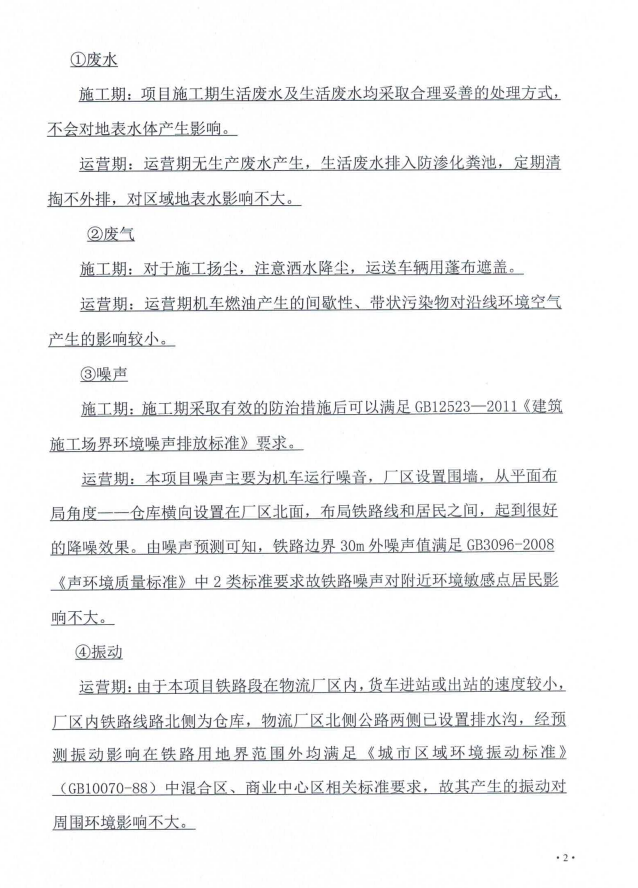 ①废水
施工期：项目施工期生活废水及生活废水均采取合理妥善的处理方式，
不会对地表水体产生影响。
运营期：运营期无生产废水产生，生活废水排入防渗化粪池，定期清
掏不外排，对区域地表水影响不大。
②废气
施工期：对于施工扬尘，注意洒水降尘，运送车辆用蓬布遮盖。
运营期：运营期机车燃油产生的间歇性、带状污染物对沿线环境空气
产生的影响较小。
③噪声
施工期：施工期采取有效的防治措施后可以满足 GB12523—2011《建筑
施工场界环境噪声排放标准》要求。
运营期：本项目噪声主要为机车运行噪音，厂区设置围墙，从平面布
局角度——仓库横向设置在厂区北面，布局铁路线和居民之间，起到很好
的降噪效果。由噪声预测可知，铁路边界 30m 外噪声值满足 GB3096-2008
《声环境质量标准》中 2 类标准要求故铁路噪声对附近环境敏感点居民影
响不大。
④振动
运营期：由于本项目铁路段在物流厂区内，货车进站或出站的速度较小，
厂区内铁路线路北侧为仓库，物流厂区北侧公路两侧已设置排水沟，经预
测振动影响在铁路用地界范围外均满足《城市区域环境振动标准》
（GB10070-88）中混合区、商业中心区相关标准要求，故其产生的振动对
周围环境影响不大。
·2·